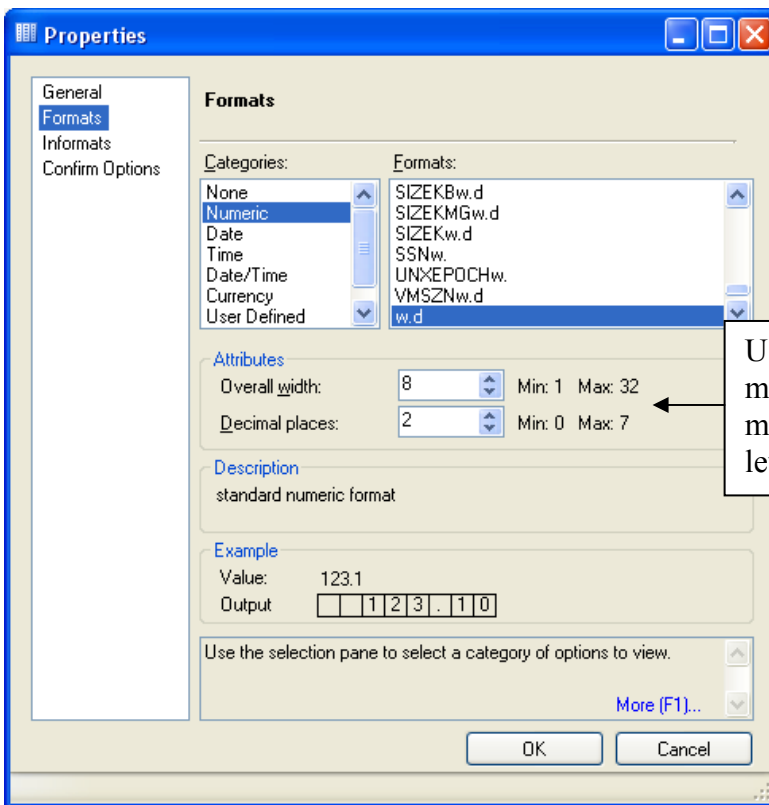 Properties
General
Formats
Informats
Confirm Options
Formats
Categories:
None
Numeric
Date
Time
Date/Time
Currency
User Defined
Formats:
SIZEKBw.d
SIZEKMGw.d
SIZEKw.d
SSNw.
UNXEPOCHw.
VMSZNw.d
w.d
Attributes
Overall width: 8 Min: 1 Max: 32
Decimal places: 2 Min: 0 Max: 7
Description
standard numeric format
Example
Value: 123.1
Output 123.10
Use the selection pane to select a category of options to view.
More (F1)...
OK Cancel